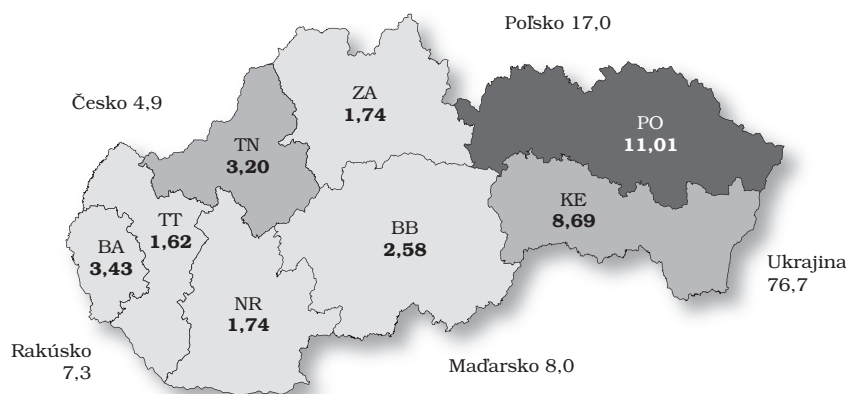 Poľsko 17,0
Česko 4,9
ZA
1,74
PO
11,01
TN
3,20
KE
8,69
TT
1,62
BB
2,58
BA
3,43
Ukrajina
76,7
NR
1,74
Rakúsko
7,3
Maďarsko 8,0